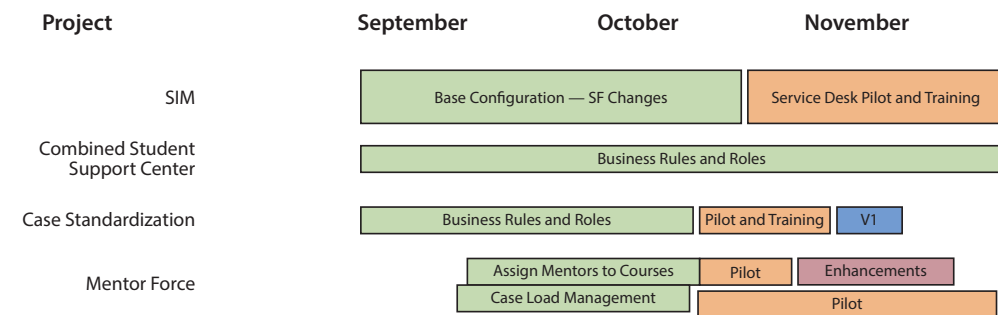 Project September October November
SIM Base Configuration — SF Changes Service Desk Pilot and Training
Combined Student
Support Center
Business Rules and Roles
Case Standardization Business Rules and Roles Pilot and Training V1
Mentor Force
Assign Mentors to Courses Pilot Enhancements
Case Load Management Pilot